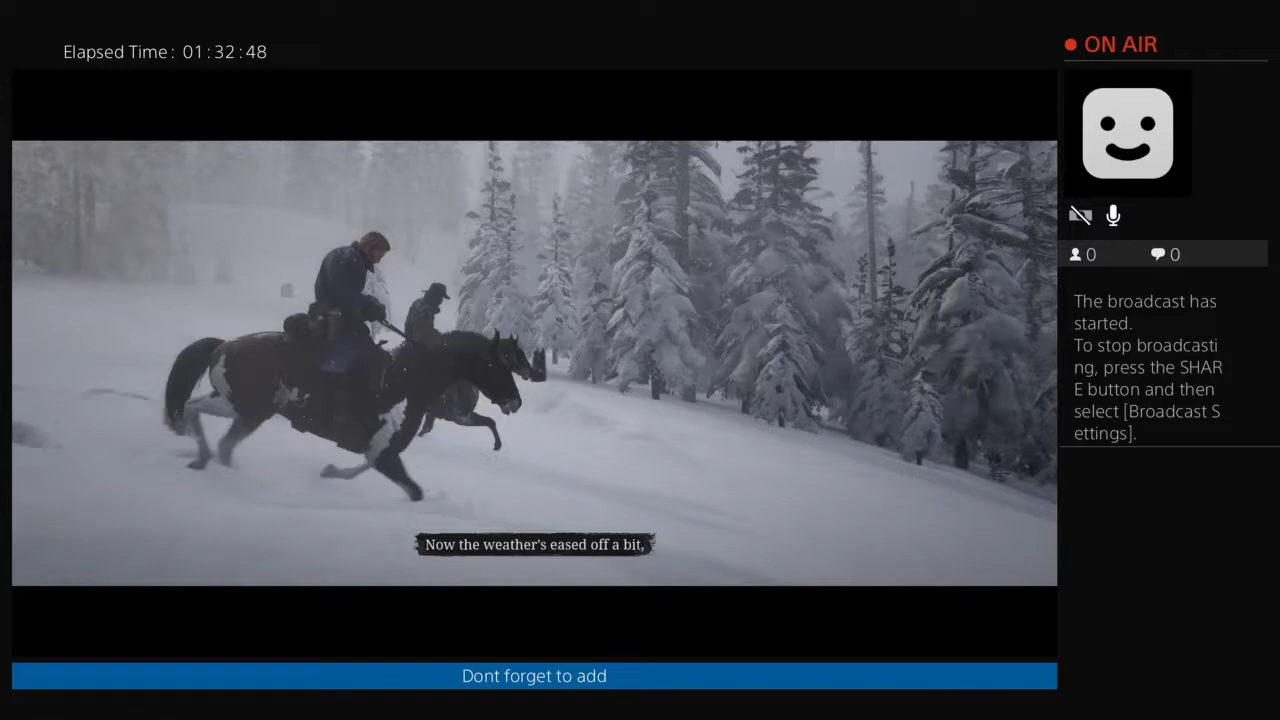 Elapsed Time: 01:32:48
ON AIR
0
0
The broadcast has
started.
To stop broadcasti
ng, press the SHAR
E button and then
select [Broadcast S
ettings].
Now the weather's eased off a bit,
Dont forget to add